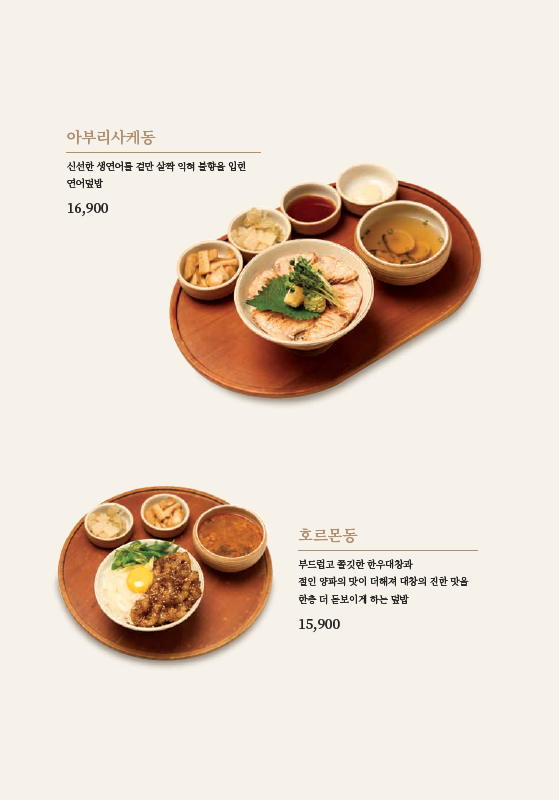 아부리사케동
신선한 생연어를 겉만 살짝 익혀 불향을 입힌
연어덮밥
16,900
호르몬동
부드럽고 쫄깃한 한우대창과
절인 양파의 맛이 더해져 대창의 진한 맛을
한층 더 돋보이게 하는 덮밥
15,900